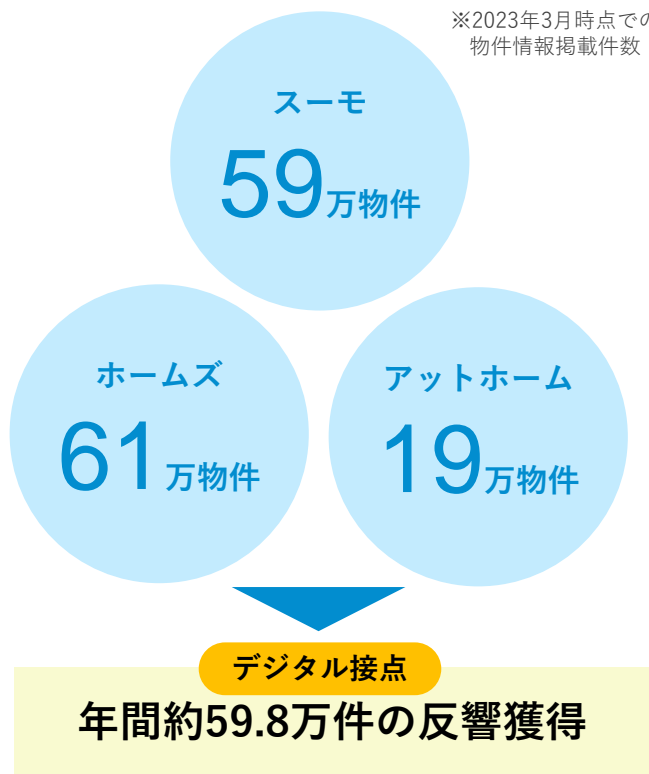 ※2023年3月時点での
物件情報掲載件数
スーモ
59万物件
ホームズ
61万物件
アットホーム
19万物件
デジタル接点
年間約59.8万件の反響獲得